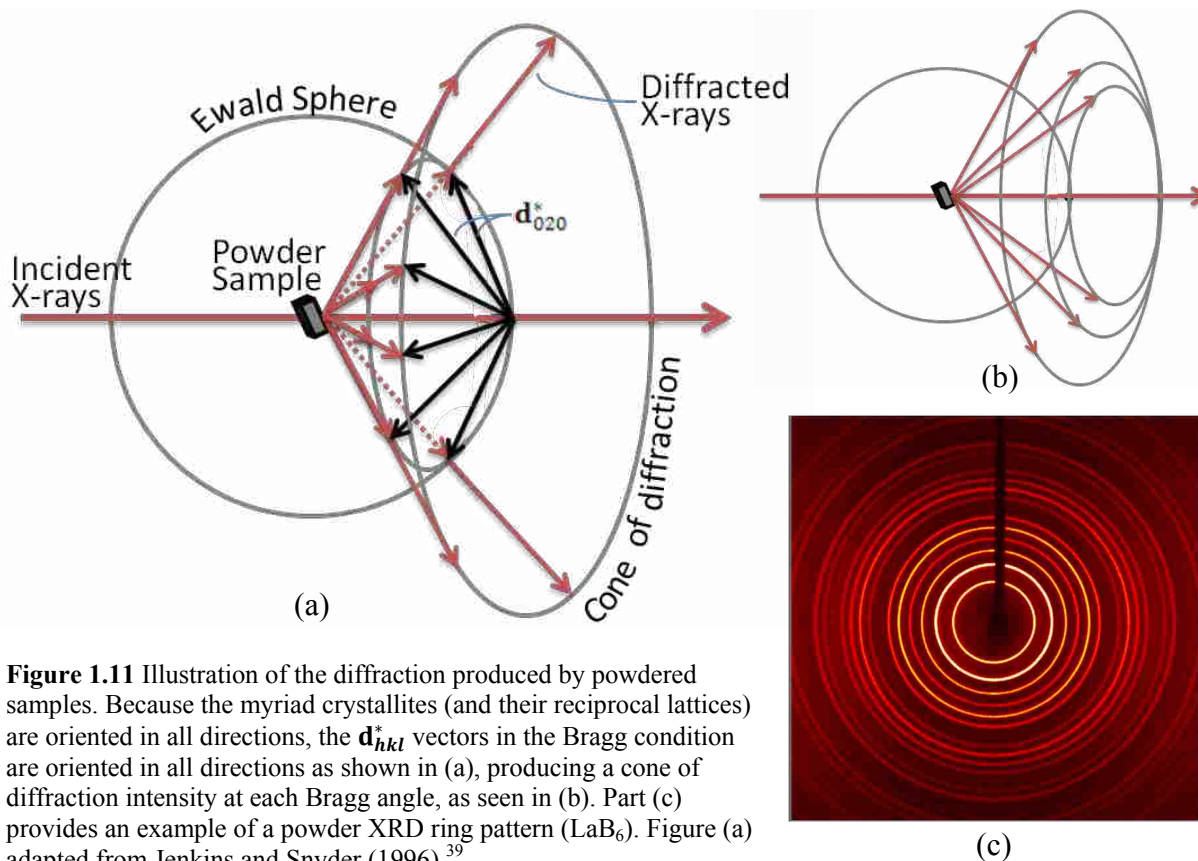 Ewald Sphere
Diffracted
X-rays
d*020
Powder
Sample
Incident
X-rays
Cone of diffraction
(a)
(b)
(c)
Figure 1.11 Illustration of the diffraction produced by powdered
samples. Because the myriad crystallites (and their reciprocal lattices)
are oriented in all directions, the d*hkl vectors in the Bragg condition
are oriented in all directions as shown in (a), producing a cone of
diffraction intensity at each Bragg angle, as seen in (b). Part (c)
provides an example of a powder XRD ring pattern (LaB6). Figure (a)
adapted from Jenkins and Snyder (1996).39